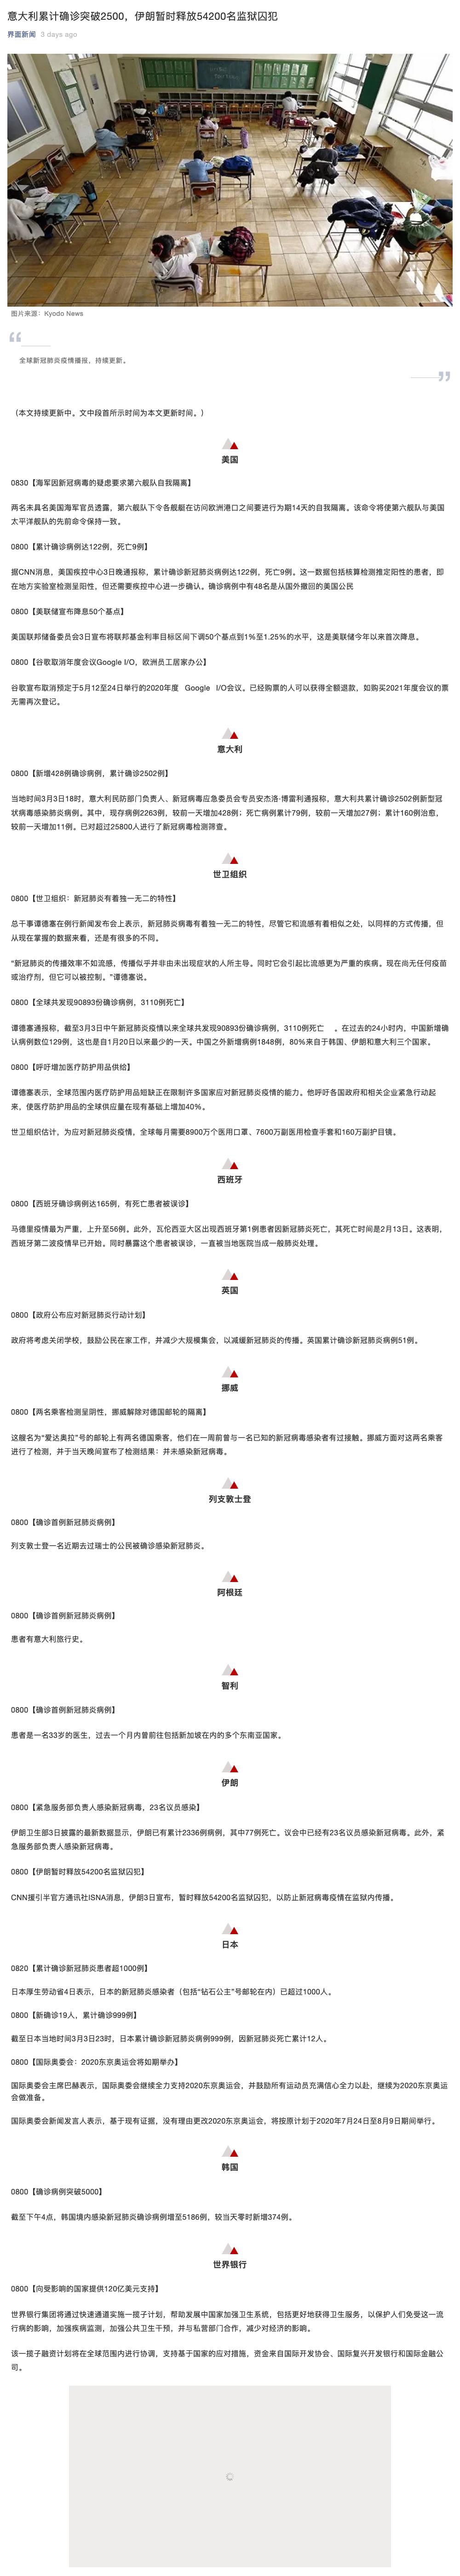 意大利累计确诊突破2500，伊朗暂时释放54200名监狱囚犯
界面新闻 3 days ago
图片来源：Kyodo News
全球新冠肺炎疫情播报，持续更新。
（本文持续更新中。文中段首所示时间为本文更新时间。）
美国
0830【海军因新冠病毒的疑虑要求第六舰队自我隔离】
两名未具名美国海军官员透露，第六舰队下令各舰艇在访问欧洲港口之间要进行为期14天的自我隔离。该命令将使第六舰队与美国
太平洋舰队的先前命令保持一致。
0800【累计确诊病例达122例，死亡9例】
据CNN消息，美国疾控中心3日晚通报称，累计确诊新冠肺炎病例达122例，死亡9例。这一数据包括核算检测推定阳性的患者，即
在地方实验室检测呈阳性，但还需要疾控中心进一步确认。确诊病例中有48名是从国外撤回的美国公民
0800【美联储宣布降息50个基点】
美国联邦储备委员会3日宣布将联邦基金利率目标区间下调50个基点到1%至1.25%的水平，这是美联储今年以来首次降息。
0800【谷歌取消年度会议Google I/O，欧洲员工居家办公】
谷歌宣布取消预定于5月12至24日举行的2020年度 Google I/O会议。已经购票的人可以获得全额退款，如购买2021年度会议的票
无需再次登记。
意大利
0800【新增428例确诊病例，累计确诊2502例】
当地时间3月3日18时，意大利民防部门负责人、新冠病毒应急委员会专员安杰洛·博雷利通报称，意大利共累计确诊2502例新型冠
状病毒感染肺炎病例。其中，现存病例2263例，较前一天增加428例；死亡病例累计79例，较前一天增加27例；累计160例治愈，
较前一天增加11例。已对超过25800人进行了新冠病毒检测筛查。
世卫组织
0800【世卫组织：新冠肺炎有着独一无二的特性】
总干事谭德塞在例行新闻发布会上表示，新冠肺炎病毒有着独一无二的特性，尽管它和流感有着相似之处，以同样的方式传播，但
从现在掌握的数据来看，还是有很多的不同。
“新冠肺炎的传播效率不如流感，传播似乎并非由未出现症状的人所主导。同时它会引起比流感更为严重的疾病。现在尚无任何疫苗
或治疗剂，但它可以被控制。”谭德塞说。
0800【全球共发现90893份确诊病例，3110例死亡】
谭德塞通报称，截至3月3日中午新冠肺炎疫情以来全球共发现90893份确诊病例，3110例死亡 。在过去的24小时内，中国新增确
认病例数位129例，这也是自1月20日以来最少的一天。中国之外新增病例1848例，80%来自于韩国、伊朗和意大利三个国家。
0800【呼吁增加医疗防护用品供给】
谭德塞表示，全球范围内医疗防护用品短缺正在限制许多国家应对新冠肺炎疫情的能力。他呼吁各国政府和相关企业紧急行动起
来，使医疗防护用品的全球供应量在现有基础上增加40%。
世卫组织估计，为应对新冠肺炎疫情，全球每月需要8900万个医用口罩、7600万副医用检查手套和160万副护目镜。
西班牙
0800【西班牙确诊病例达165例，有死亡患者被误诊】
马德里疫情最为严重，上升至56例。此外，瓦伦西亚大区出现西班牙第1例患者因新冠肺炎死亡，其死亡时间是2月13日。这表明，
西班牙第二波疫情早已开始。同时暴露这个患者被误诊，一直被当地医院当成一般肺炎处理。
英国
0800【政府公布应对新冠肺炎行动计划】
政府将考虑关闭学校，鼓励公民在家工作，并减少大规模集会，以减缓新冠肺炎的传播。英国累计确诊新冠肺炎病例51例。
挪威
0800【两名乘客检测呈阴性，挪威解除对德国邮轮的隔离】
这艘名为“爱达奥拉”号的邮轮上有两名德国乘客，他们在一周前曾与一名已知的新冠病毒感染者有过接触。挪威方面对这两名乘客
进行了检测，并于当天晚间宣布了检测结果：并未感染新冠病毒。
列支敦士登
0800【确诊首例新冠肺炎病例】
列支敦士登一名近期去过瑞士的公民被确诊感染新冠肺炎。
阿根廷
0800【确诊首例新冠肺炎病例】
患者有意大利旅行史。
智利
0800【确诊首例新冠肺炎病例】
患者是一名33岁的医生，过去一个月内曾前往包括新加坡在内的多个东南亚国家。
伊朗
0800【紧急服务部负责人感染新冠病毒，23名议员感染】
伊朗卫生部3日披露的最新数据显示，伊朗已有累计2336例病例，其中77例死亡。议会中已经有23名议员感染新冠病毒。此外，紧
急服务部负责人感染新冠病毒。
0800【伊朗暂时释放54200名监狱囚犯】
CNN援引半官方通讯社ISNA消息，伊朗3日宣布，暂时释放54200名监狱囚犯，以防止新冠病毒疫情在监狱内传播。
日本
0820【累计确诊新冠肺炎患者超1000例】
日本厚生劳动省4日表示，日本的新冠肺炎感染者（包括“钻石公主”号邮轮在内）已超过1000人。
0800【新确诊19人，累计确诊999例】
截至日本当地时间3月3日23时，日本累计确诊新冠肺炎病例999例，因新冠肺炎死亡累计12人。
0800【国际奥委会：2020东京奥运会将如期举办】
国际奥委会主席巴赫表示，国际奥委会继续全力支持2020东京奥运会，并鼓励所有运动员充满信心全力以赴，继续为2020东京奥运
会做准备。
国际奥委会新闻发言人表示，基于现有证据，没有理由更改2020东京奥运会，将按原计划于2020年7月24日至8月9日期间举行。
韩国
0800【确诊病例突破5000】
截至下午4点，韩国境内感染新冠肺炎确诊病例增至5186例，较当天零时新增374例。
世界银行
0800【向受影响的国家提供120亿美元支持】
世界银行集团将通过快速通道实施一揽子计划，帮助发展中国家加强卫生系统，包括更好地获得卫生服务，以保护人们免受这一流
行病的影响，加强疾病监测，加强公共卫生干预，并与私营部门合作，减少对经济的影响。
该一揽子融资计划将在全球范围内进行协调，支持基于国家的应对措施，资金来自国际开发协会、国际复兴开发银行和国际金融公
司。